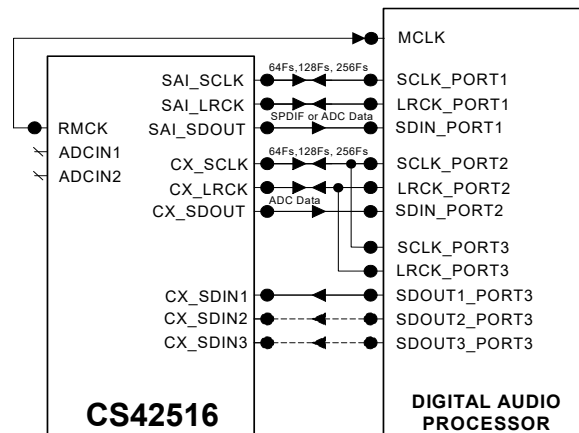 MCLK
64Fs,128Fs, 256Fs
SAI_SCLK
SCLK_PORT1
SAI_LRCK
LRCK_PORT1
SPDIF or ADC Data
RMCK
SAI_SDOUT
SDIN_PORT1
ADCIN1
64Fs,128Fs, 256Fs
CX_SCLK
SCLK_PORT2
ADCIN2
CX_LRCK
LRCK_PORT2
ADC Data
CX_SDOUT
SDIN_PORT2
SCLK_PORT3
LRCK_PORT3
CX_SDIN1
SDOUT1_PORT3
CX_SDIN2
SDOUT2_PORT3
CX_SDIN3
SDOUT3_PORT3
CS42516
DIGITAL AUDIO
PROCESSOR